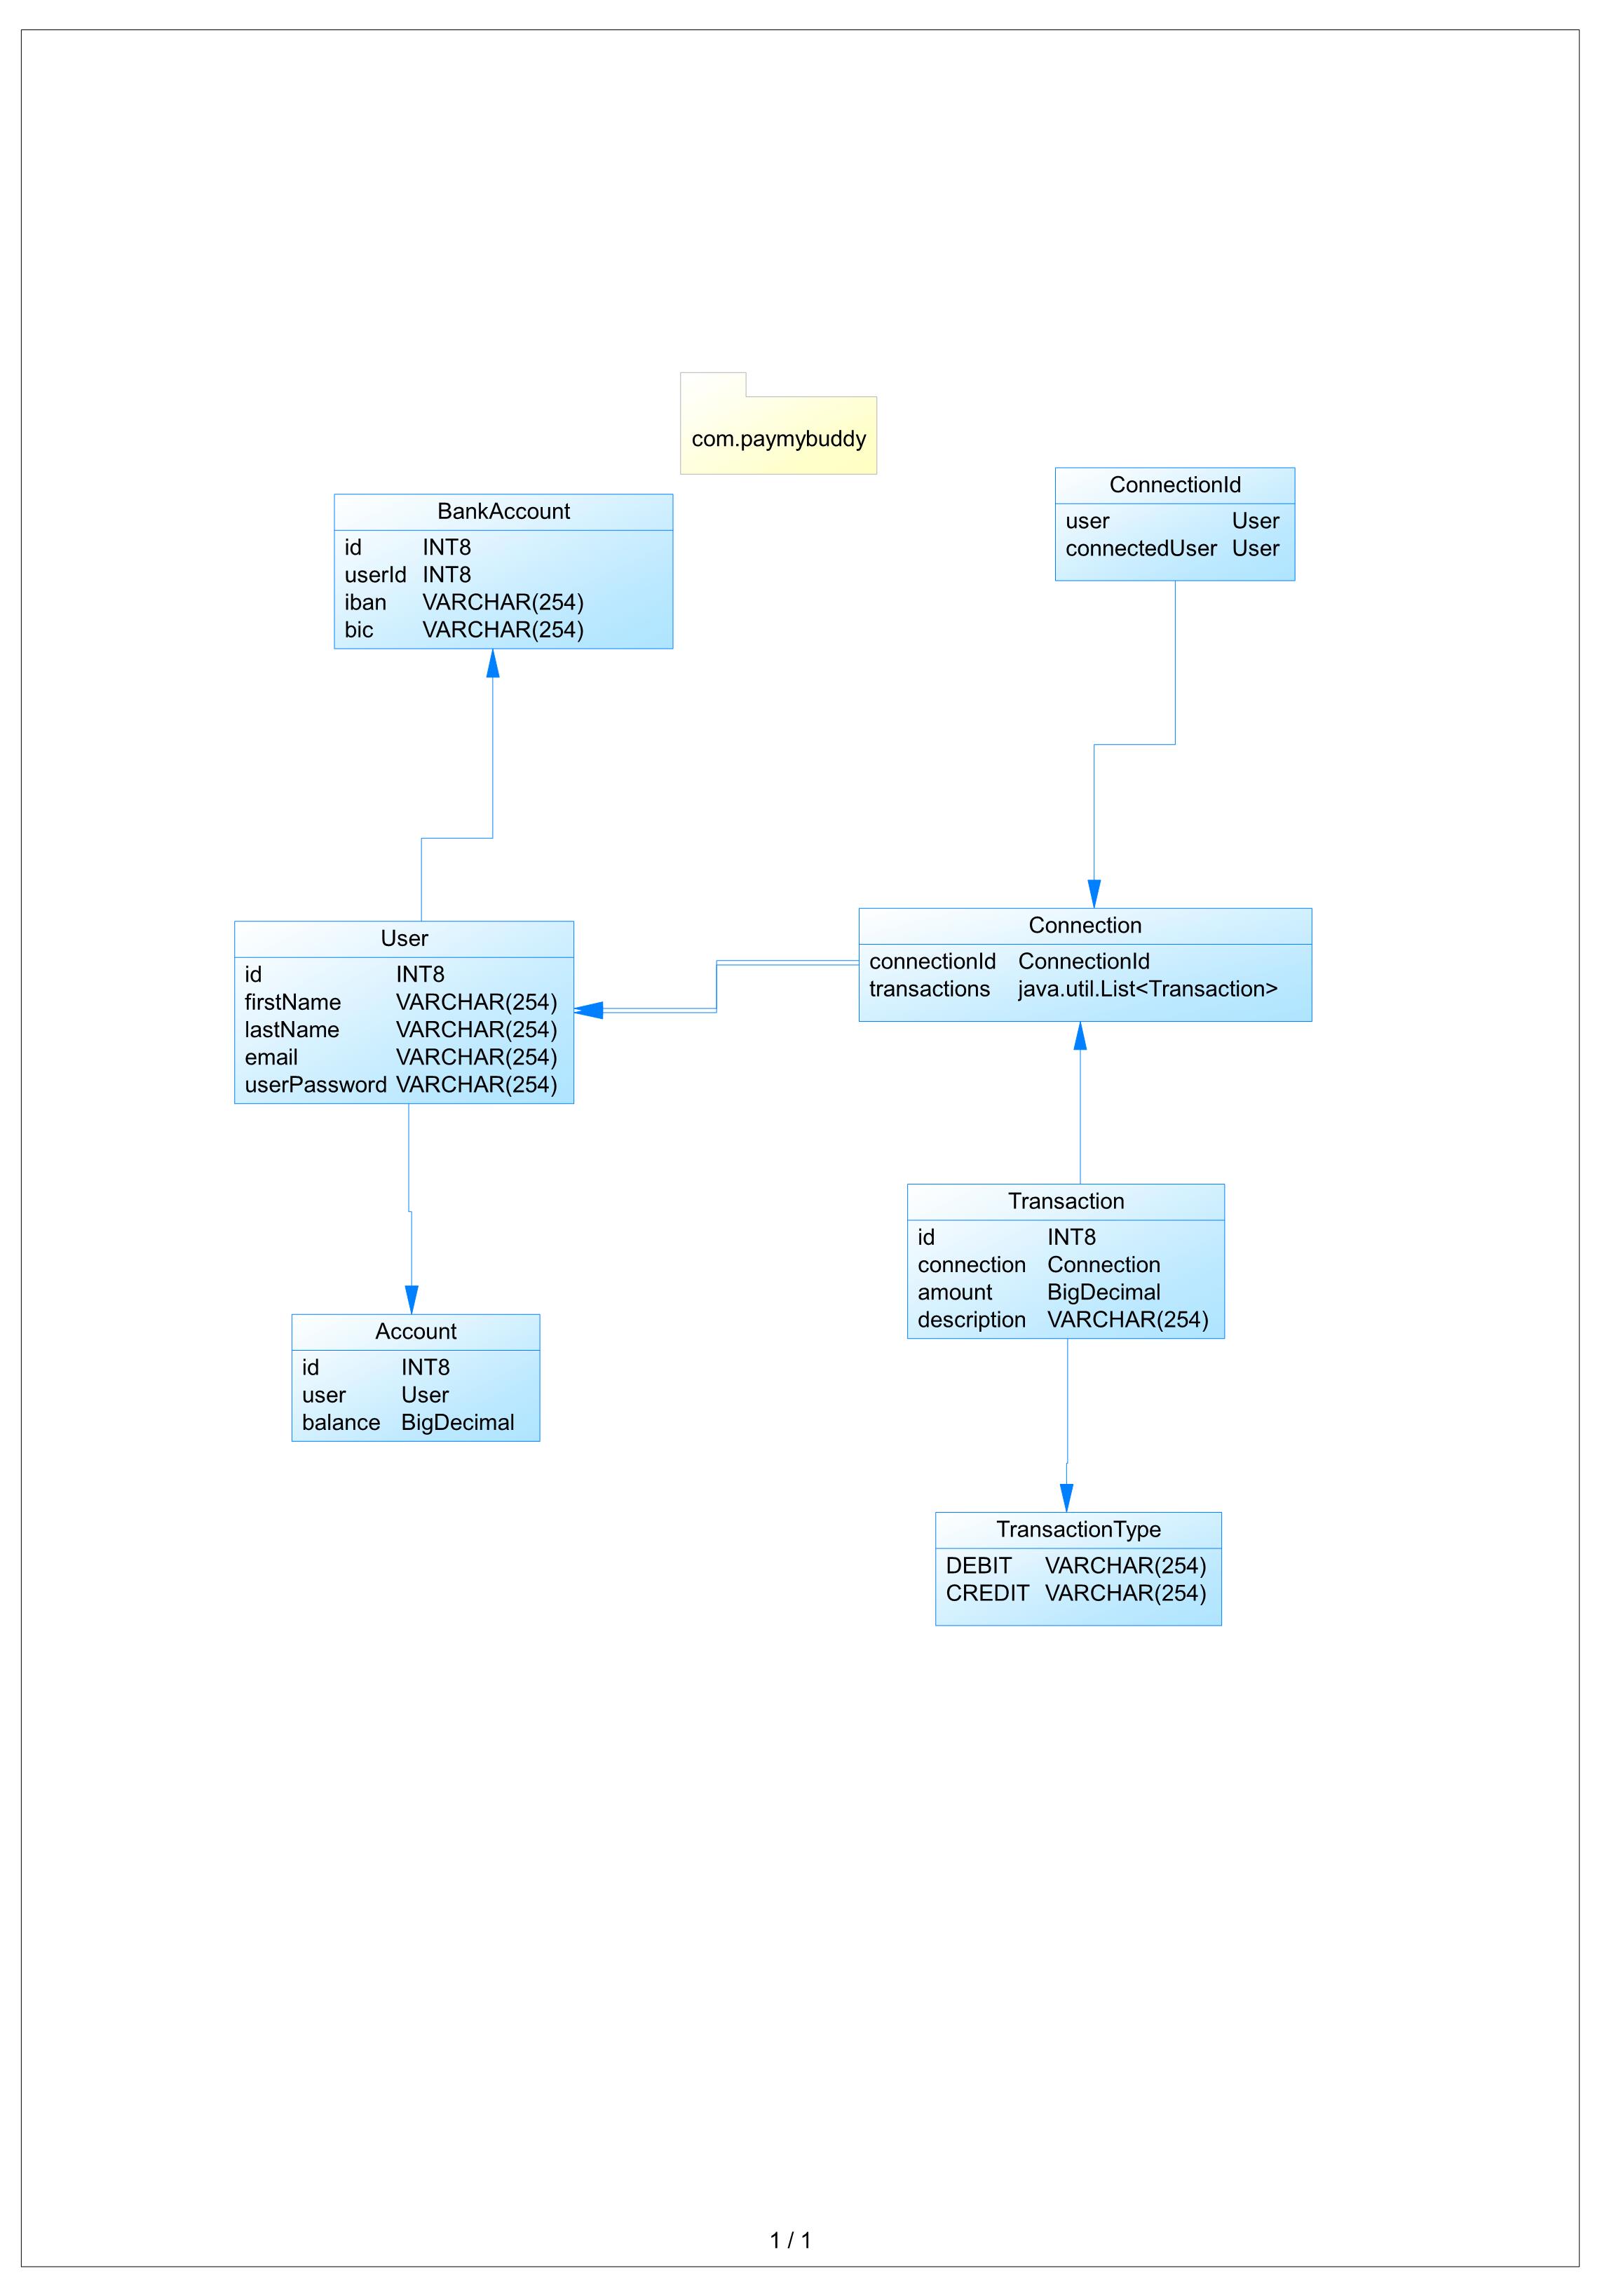 com.paymybuddy
ConnectionId
user User
connectedUser User
BankAccount
id INT8
userId INT8
iban VARCHAR(254)
bic VARCHAR(254)
User
id INT8
firstName VARCHAR(254)
lastName VARCHAR(254)
email VARCHAR(254)
userPassword VARCHAR(254)
Connection
connectionId ConnectionId
transactions java.util.List<Transaction>
Transaction
id INT8
connection Connection
amount BigDecimal
description VARCHAR(254)
Account
id INT8
user User
balance BigDecimal
TransactionType
DEBIT VARCHAR(254)
CREDIT VARCHAR(254)
1 / 1